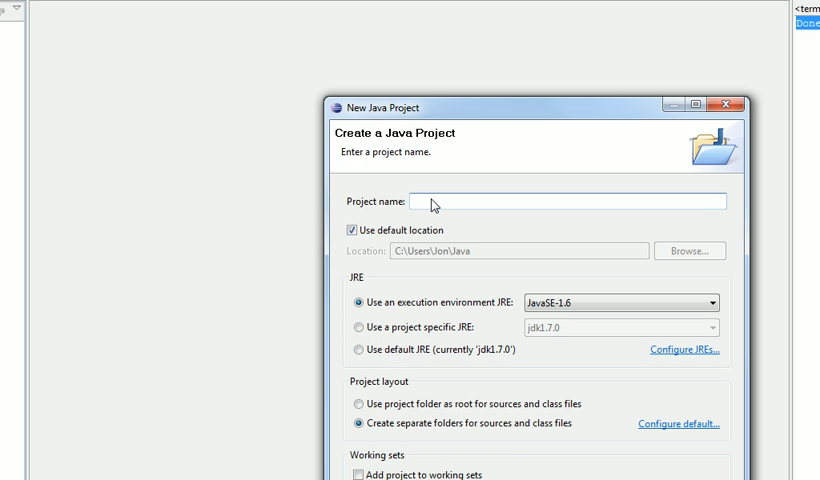 <term
Done
New Java Project
Create a Java Project
Enter a project name.
Project name:
Use default location
Location: C:\Users\Jon\Java Browse...
JRE
Use an execution environment JRE: JavaSE-1.6
Use a project specific JRE: jdk1.7.0
Use default JRE (currently 'jdk1.7.0') Configure JREs...
Project layout
Use project folder as root for sources and class files
Create separate folders for sources and class files Configure default...
Working sets
Add project to working sets